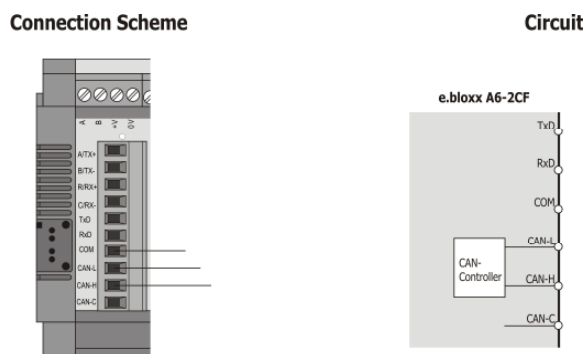 Connection Scheme
Circuit
e.bloxx A6-2CF
A B +V 0V
A/TX+
B/TX-
R/RX+
C/RX-
TxD
RxD
COM
CAN-L
CAN-H
CAN-C
TxD
RxD
COM
CAN-L
CAN-
Controller
CAN-H
CAN-C